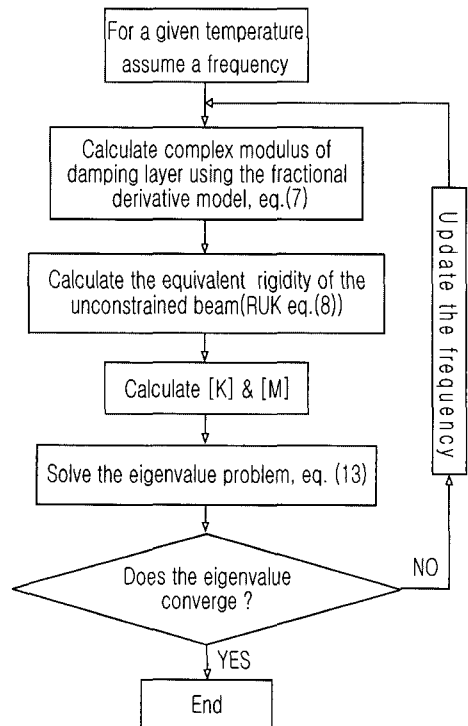 For a given temperature,
assume a frequency
Calculate complex modulus of
damping layer using the fractional
derivative model, eq.(7)
Calculate the equivalent rigidity of the
unconstrained beam(RUK eq.(8))
Calculate [K] & [M]
Solve the eigenvalue problem, eq. (13)
Does the eigenvalue
converge ?
NO
Update the frequency
YES
End